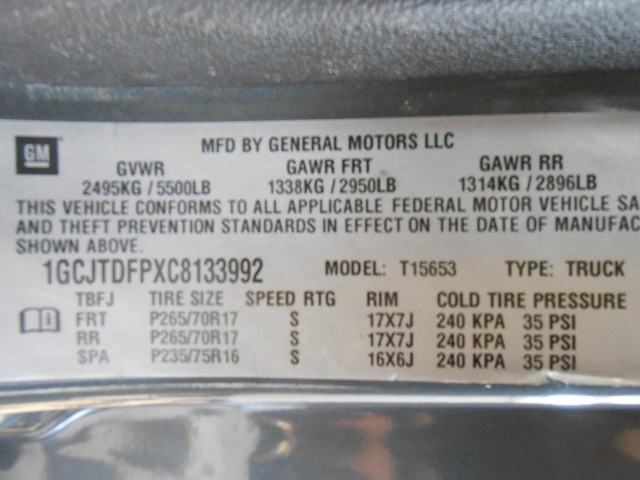 GM
MFD BY GENERAL MOTORS LLC
GVWR GAWR FRT GAWR RR
2495KG / 5500LB 1338KG / 2950LB 1314KG / 2896LB
THIS VEHICLE CONFORMS TO ALL APPLICABLE FEDERAL MOTOR VEHICLE SA
AND THEFT PREVENTION STANDARDS IN EFFECT ON THE DATE OF MANUFAC
SHOWN ABOVE.
1GCJTDFPXC8133992 MODEL: T15653 TYPE: TRUCK
TBFJ TIRE SIZE SPEED RTG RIM COLD TIRE PRESSURE
FRT P265/70R17 S 17X7J 240 KPA 35 PSI
RR P265/70R17 S 17X7J 240 KPA 35 PSI
SPA P235/75R16 S 16X6J 240 KPA 35 PSI